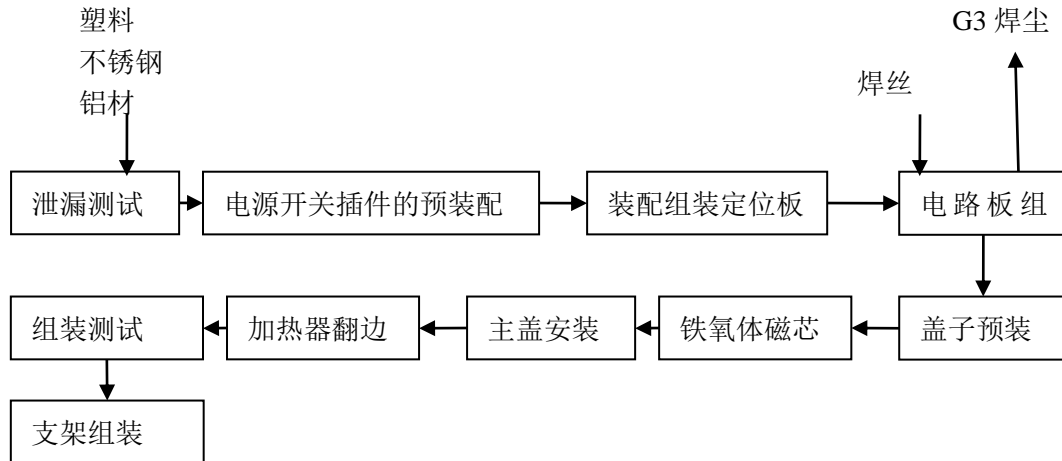 塑料
不锈钢
铝材
G3 焊尘
焊丝
泄漏测试
电源开关插件的预装配
装配组装定位板
电路板组
组装测试
加热器翻边
主盖安装
铁氧体磁芯
盖子预装
支架组装